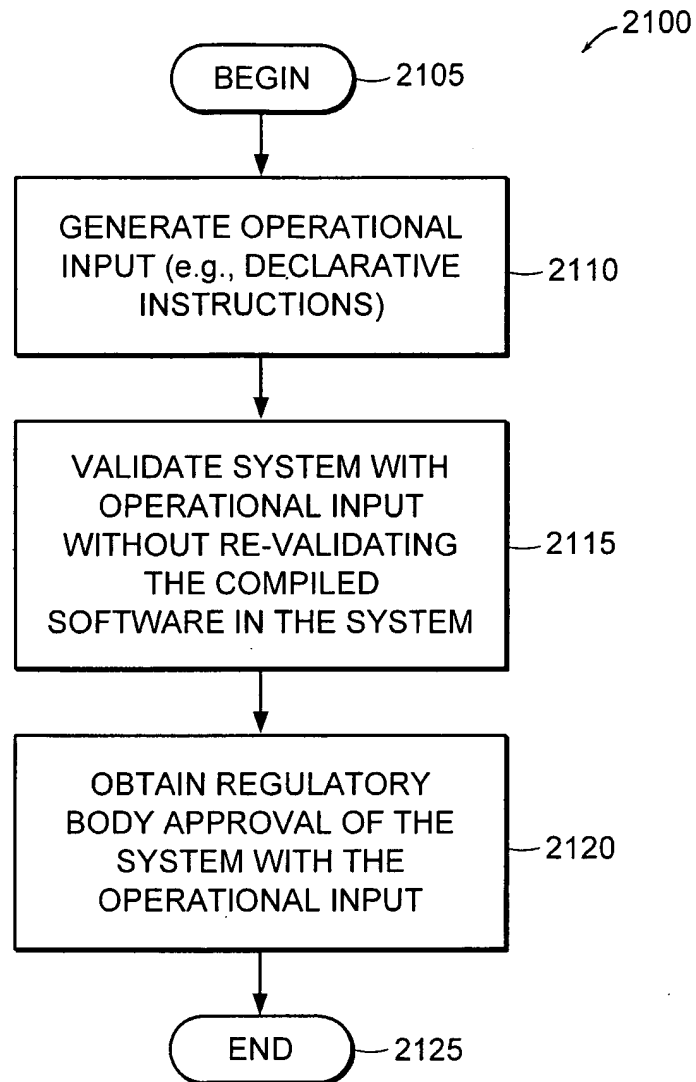 2100
BEGIN
2105
GENERATE OPERATIONAL
INPUT (e.g., DECLARATIVE
INSTRUCTIONS)
2110
VALIDATE SYSTEM WITH
OPERATIONAL INPUT
WITHOUT RE-VALIDATING
THE COMPILED
SOFTWARE IN THE SYSTEM
2115
OBTAIN REGULATORY
BODY APPROVAL OF THE
SYSTEM WITH THE
OPERATIONAL INPUT
2120
END
2125